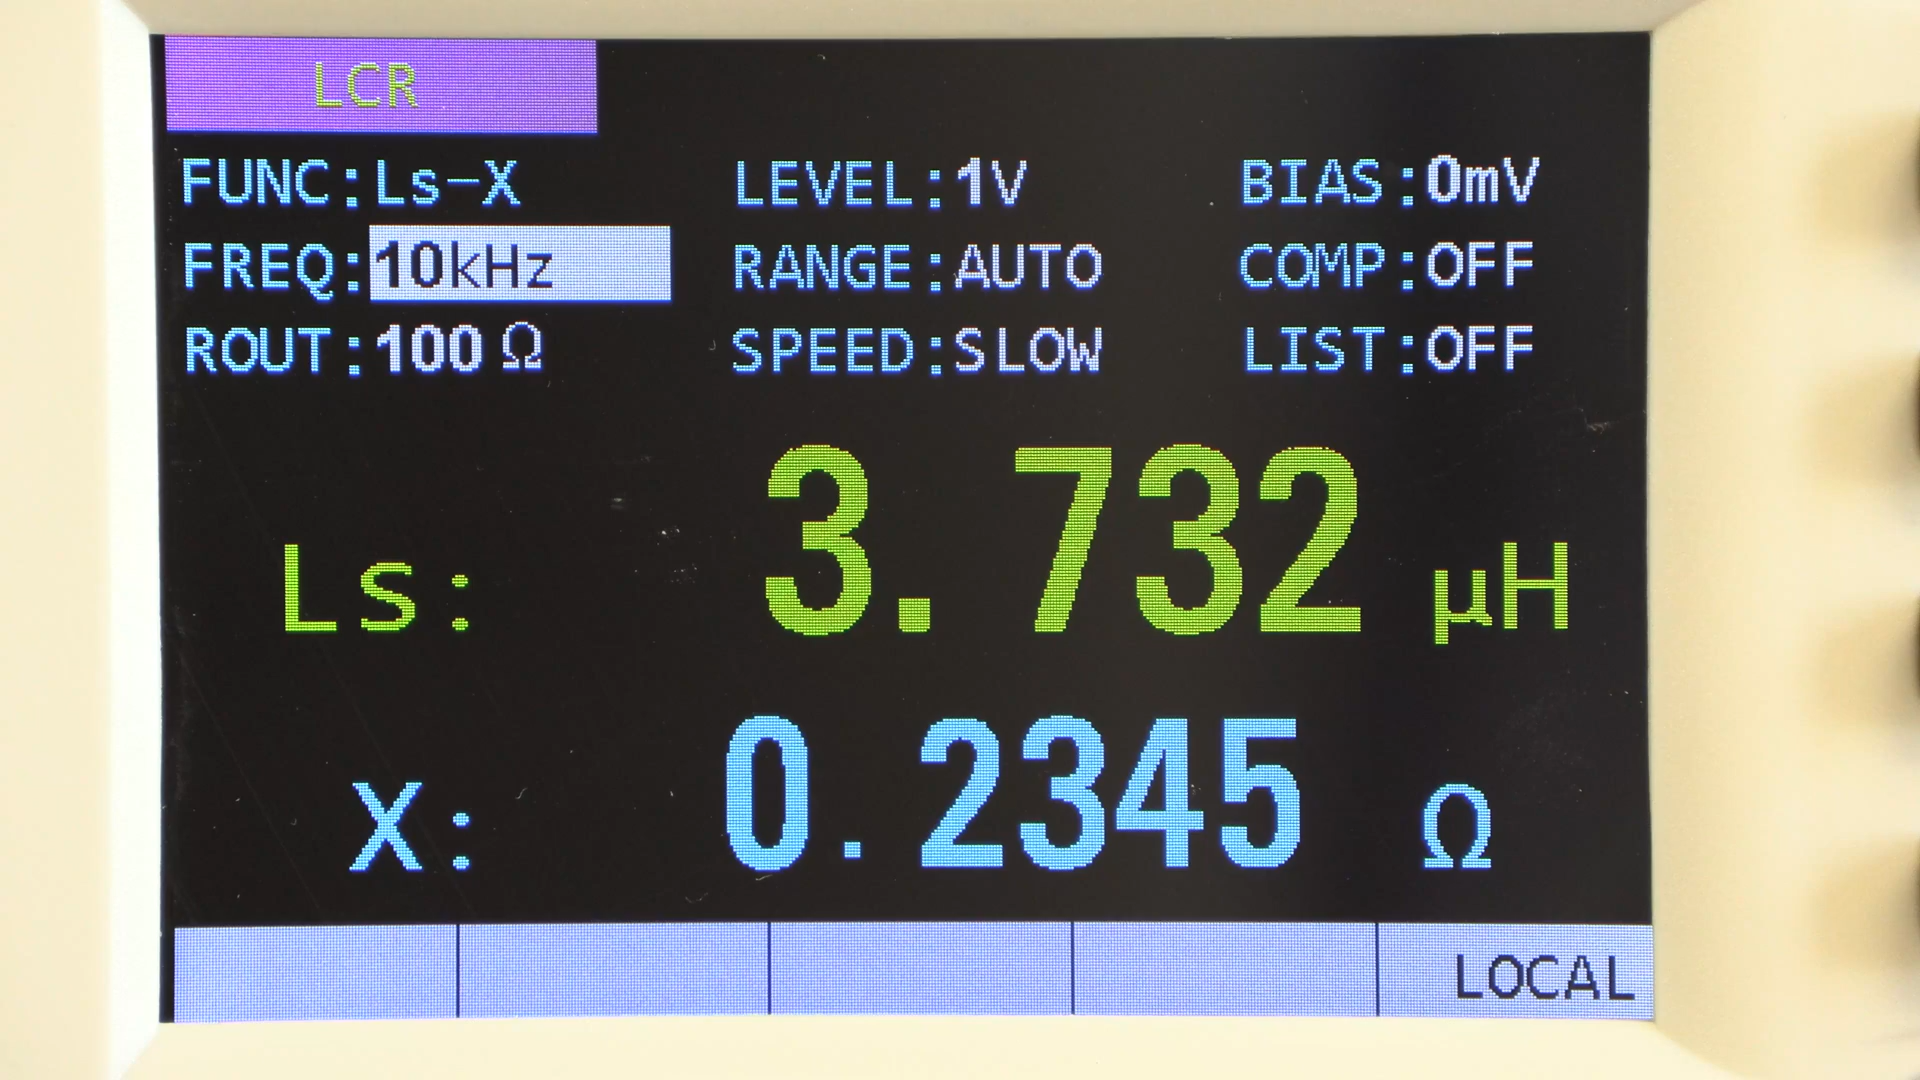 LCR
FUNC:Ls-X LEVEL:1V BIAS:0mV
FREQ:10kHz RANGE:AUTO COMP:OFF
ROUT:100 Ω SPEED:SLOW LIST:OFF
Ls: 3.732 µH
X: 0.2345 Ω
LOCAL